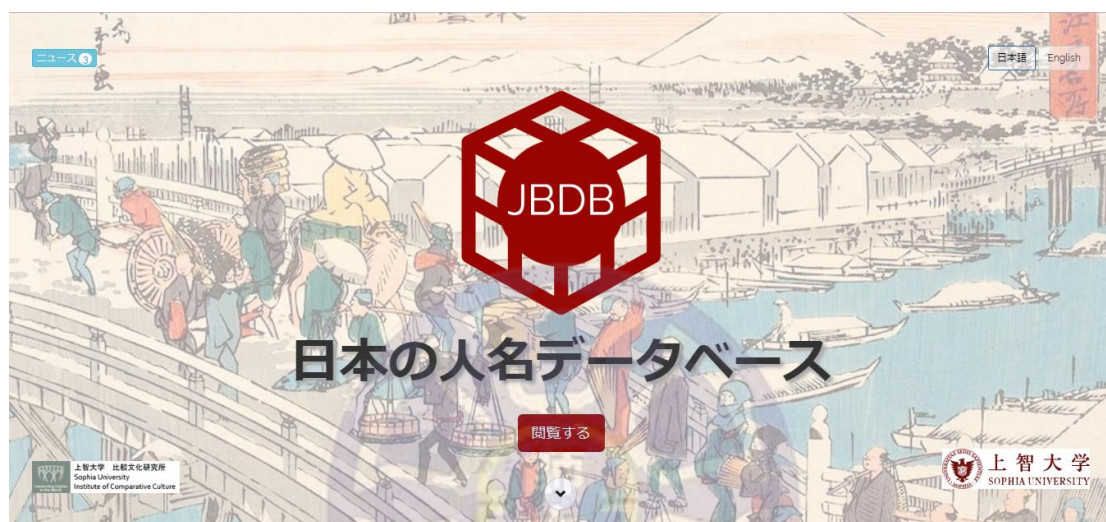 ニュース 3
日本語 English
JBDB
日本の人名データベース
閲覧する
上智大学 比較文化研究所
Sophia University
Institute of Comparative Culture
上智大学
SOPHIA UNIVERSITY